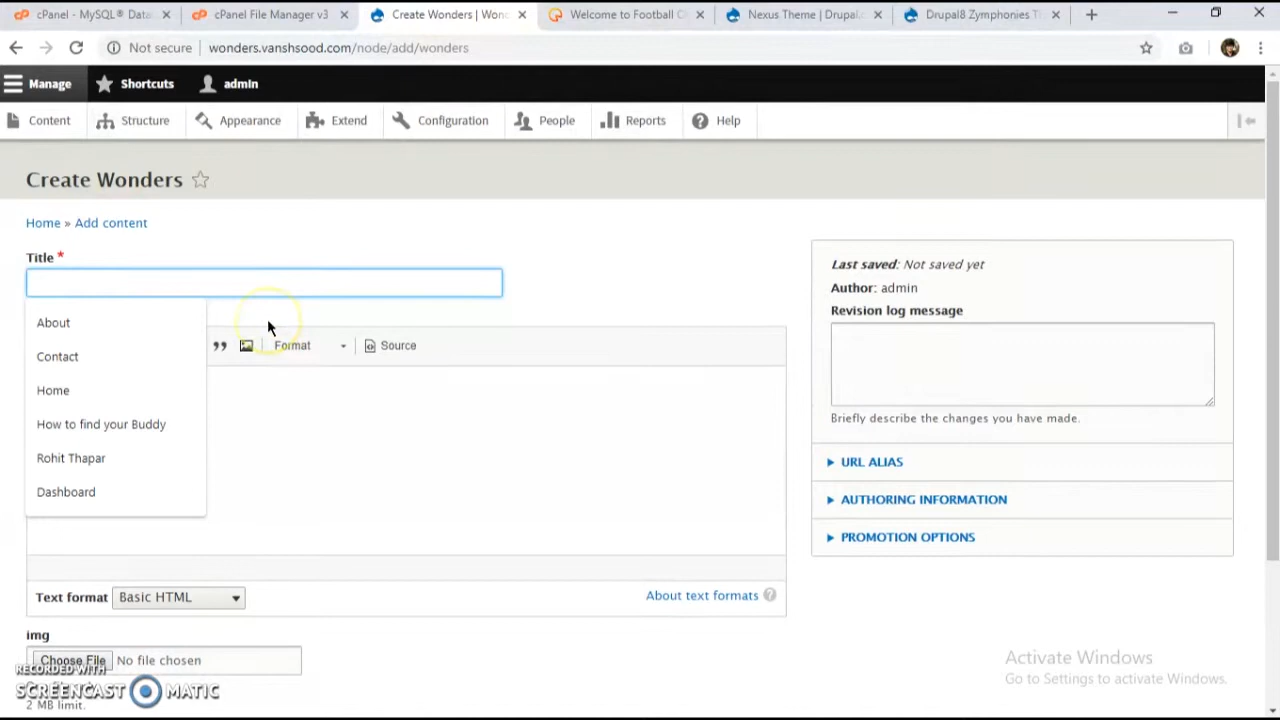 cPanel - MySQL® Data
cPanel File Manager v3
Create Wonders | Won
Welcome to Football C
Nexus Theme | Drupal.
Drupal8 Zymphonies Th
Not secure
wonders.vanshsood.com/node/add/wonders
Manage
Shortcuts
admin
Content
Structure
Appearance
Extend
Configuration
People
Reports
Help
Create Wonders
Home » Add content
Title *
About
Contact
Home
How to find your Buddy
Rohit Thapar
Dashboard
Format
Source
Text format
Basic HTML
About text formats
img
Choose File
No file chosen
2 MB limit.
Last saved: Not saved yet
Author: admin
Revision log message
Briefly describe the changes you have made.
URL ALIAS
AUTHORING INFORMATION
PROMOTION OPTIONS
Activate Windows
Go to Settings to activate Windows.
RECORDED WITH
SCREENCAST MATIC